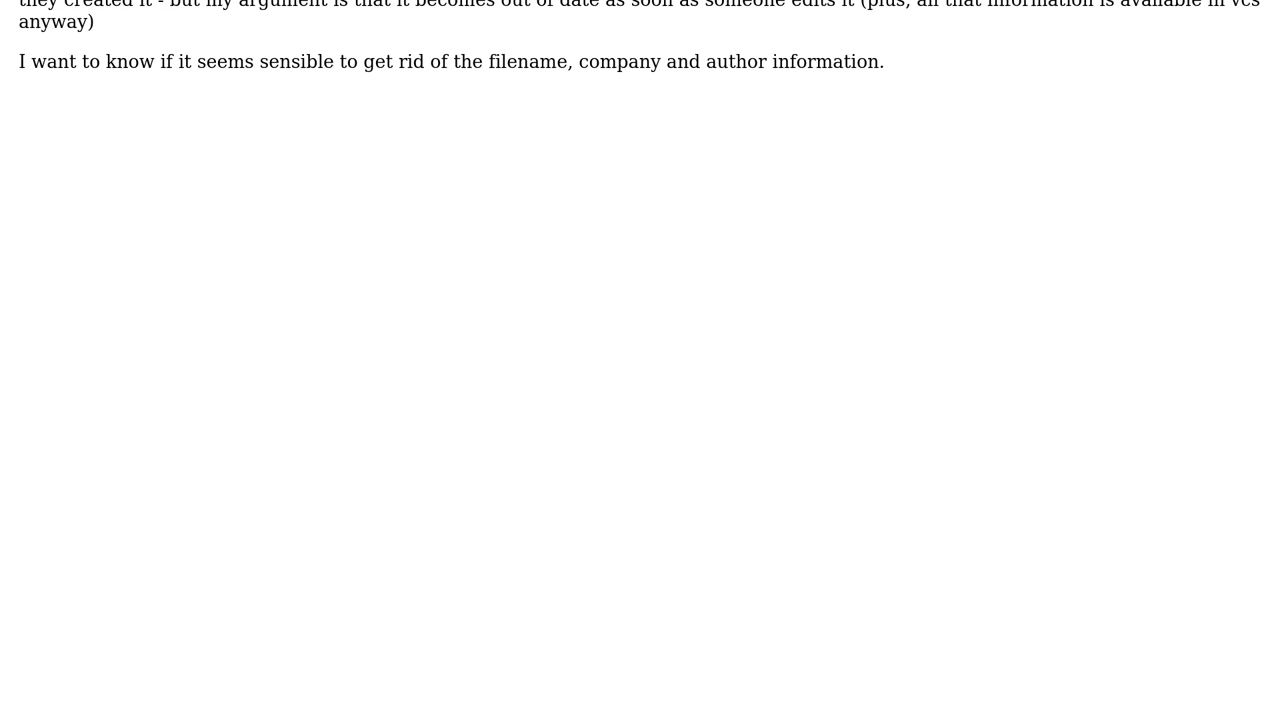 they created it - but my argument is that it becomes out of date as soon as someone edits it (plus, all that information is available in vcs
anyway)
I want to know if it seems sensible to get rid of the filename, company and author information.